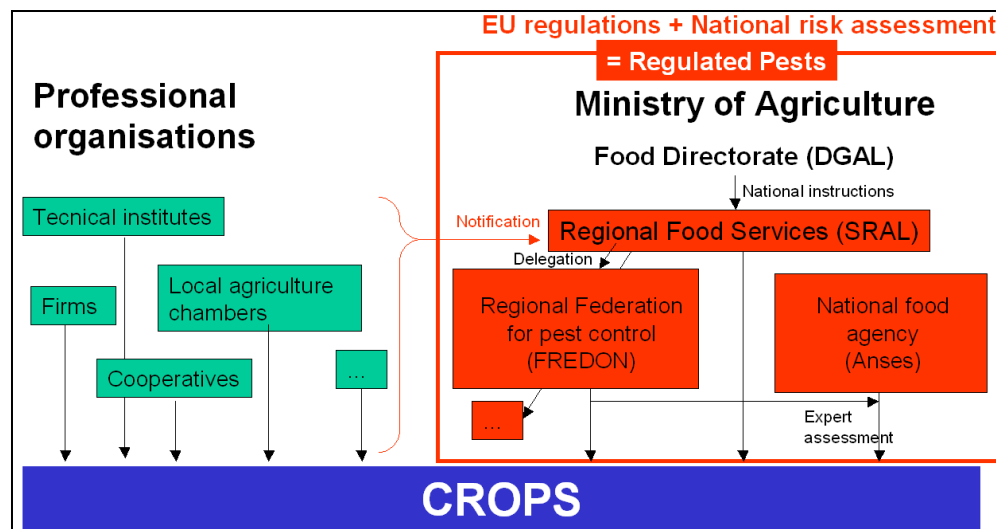 EU regulations + National risk assessment
= Regulated Pests
Professional
organisations
Ministry of Agriculture
Food Directorate (DGAL)
National instructions
Tecnical institutes
Notification
Regional Food Services (SRAL)
Delegation
Firms
Local agriculture
chambers
Regional Federation
for pest control
(FREDON)
National food
agency
(Anses)
Cooperatives
...
...
Expert
assessment
CROPS